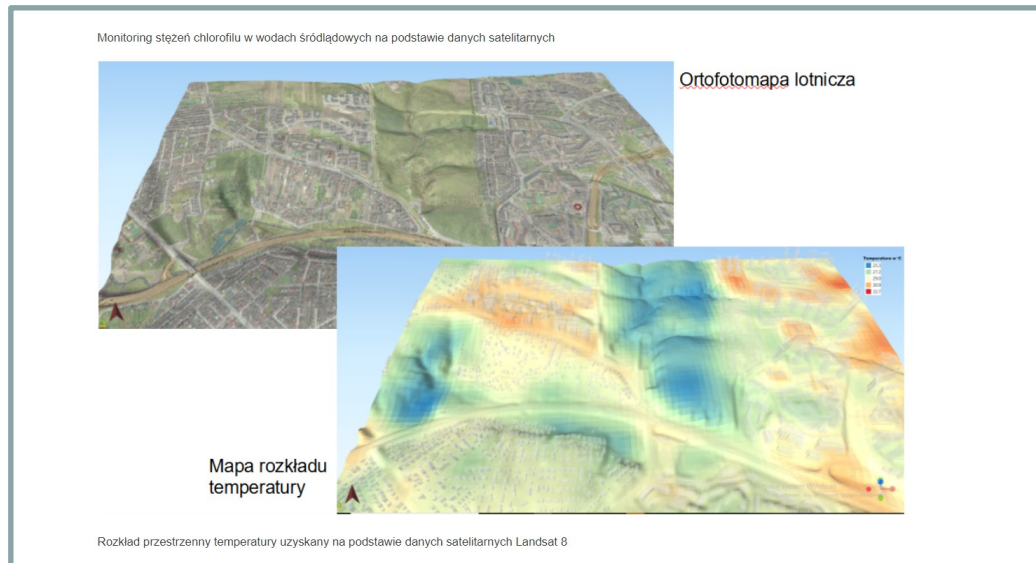 Monitoring stężeń chlorofilu w wodach śródlądowych na podstawie danych satelitarnych
Ortofotomapa lotnicza
Temperatura w °C
Mapa rozkładu
temperatury
Rozkład przestrzenny temperatury uzyskany na podstawie danych satelitarnych Landsat 8